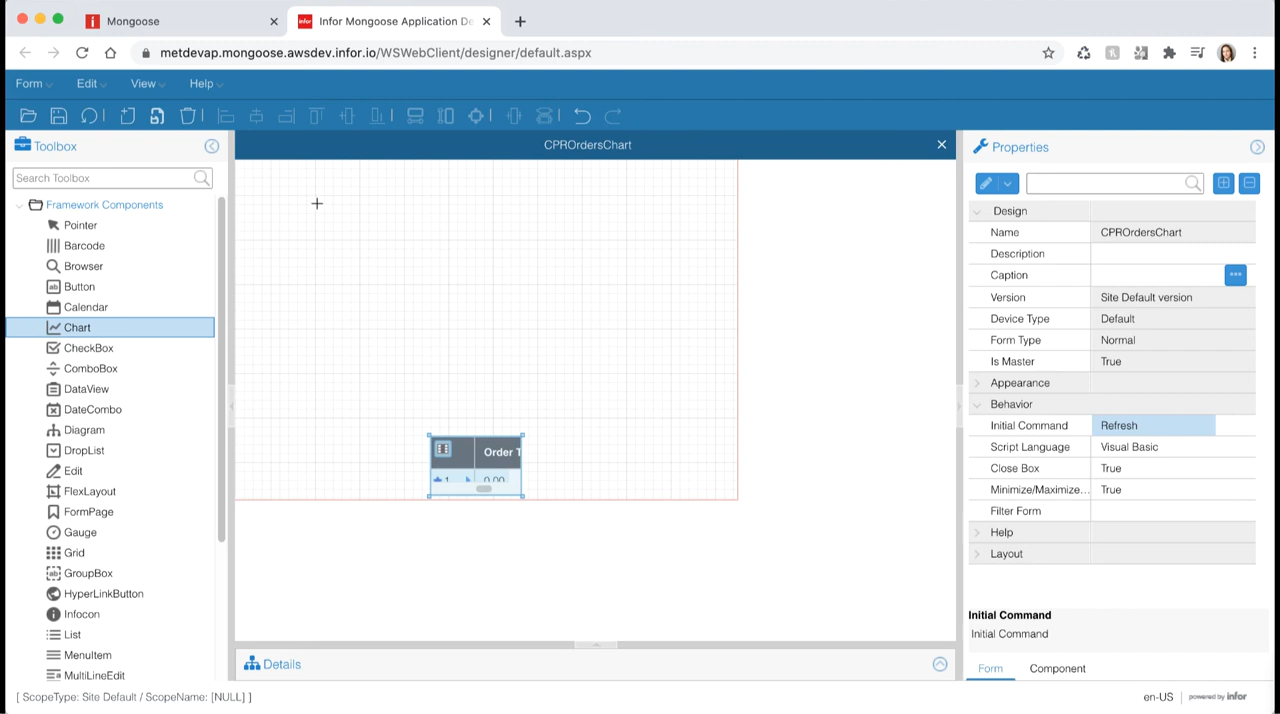 Mongoose
Infor Mongoose Application De
metdevap.mongoose.awsdev.infor.io/WSWebClient/designer/default.aspx
Form Edit View Help
Toolbox
Search Toolbox
Framework Components
Pointer
Barcode
Browser
Button
Calendar
Chart
CheckBox
ComboBox
DataView
DateCombo
Diagram
DropList
Edit
FlexLayout
FormPage
Gauge
Grid
GroupBox
HyperLinkButton
Infocon
List
MenuItem
MultiLineEdit
CPROrdersChart
Order T
1 0.00
Details
Properties
Design
Name CPROrdersChart
Description
Caption
Version Site Default version
Device Type Default
Form Type Normal
Is Master True
Appearance
Behavior
Initial Command Refresh
Script Language Visual Basic
Close Box True
Minimize/Maximize... True
Filter Form
Help
Layout
Initial Command
Initial Command
Form Component
[ ScopeType: Site Default / ScopeName: [NULL] ]
en-US powered by infor